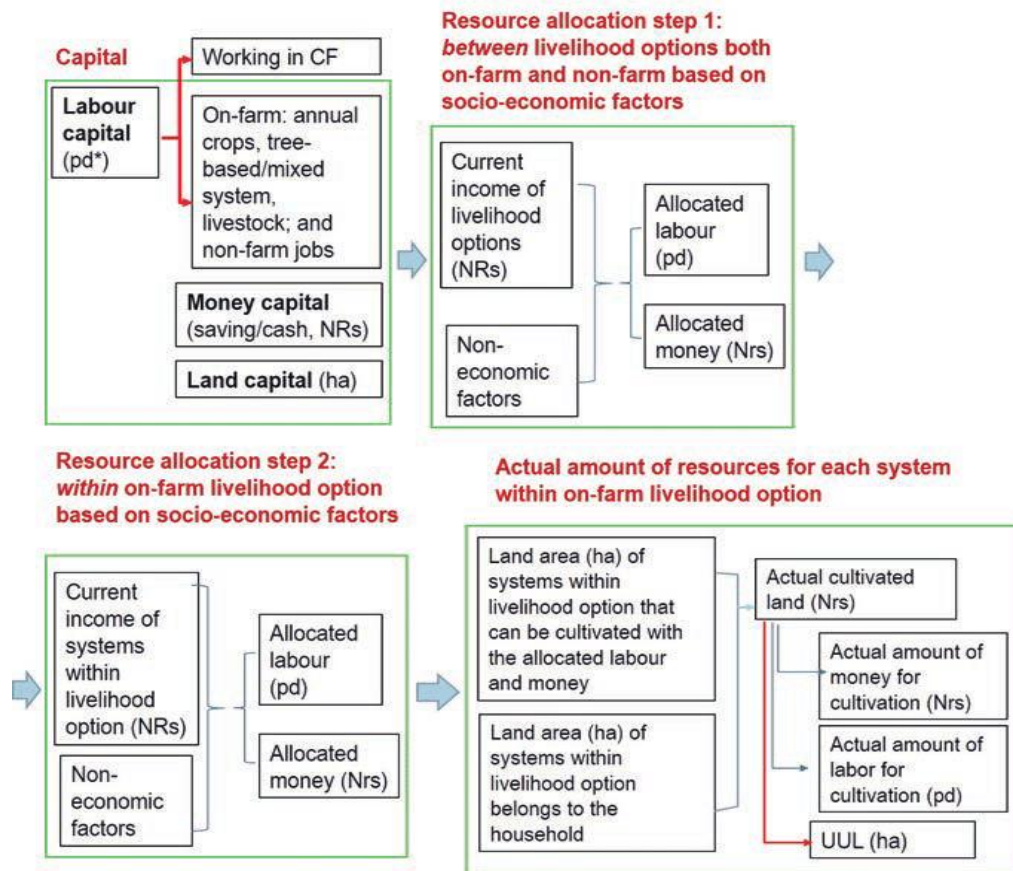 Capital
Working in CF
Labour
capital
(pd*)
On-farm: annual
crops, tree-
based/mixed
system,
livestock; and
non-farm jobs
Money capital
(saving/cash, NRs)
Land capital (ha)
Resource allocation step 1:
between livelihood options both
on-farm and non-farm based on
socio-economic factors
Current
income of
livelihood
options
(NRs)
Non-
economic
factors
Allocated
labour
(pd)
Allocated
money (Nrs)
Resource allocation step 2:
within on-farm livelihood option
based on socio-economic factors
Current
income of
systems
within
livelihood
option (NRs)
Non-
economic
factors
Allocated
labour
(pd)
Allocated
money (Nrs)
Actual amount of resources for each system
within on-farm livelihood option
Land area (ha) of
systems within
livelihood option that
can be cultivated with
the allocated labour
and money
Land area (ha) of
systems within
livelihood option
belongs to the
household
Actual cultivated
land (Nrs)
Actual amount of
money for
cultivation (Nrs)
Actual amount of
labor for
cultivation (pd)
UUL (ha)